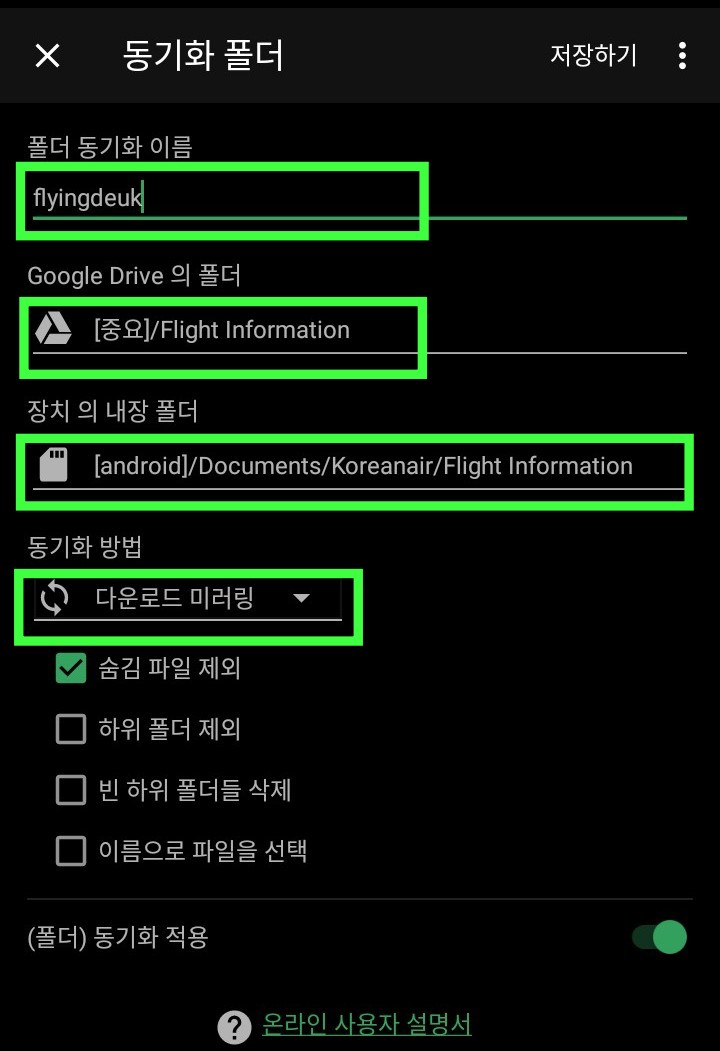 동기화 폴더
저장하기
폴더 동기화 이름
flyingdeuk
Google Drive 의 폴더
[중요]/Flight Information
장치 의 내장 폴더
[android]/Documents/Koreanair/Flight Information
동기화 방법
다운로드 미러링
숨김 파일 제외
하위 폴더 제외
빈 하위 폴더들 삭제
이름으로 파일을 선택
(폴더) 동기화 적용
? 온라인 사용자 설명서